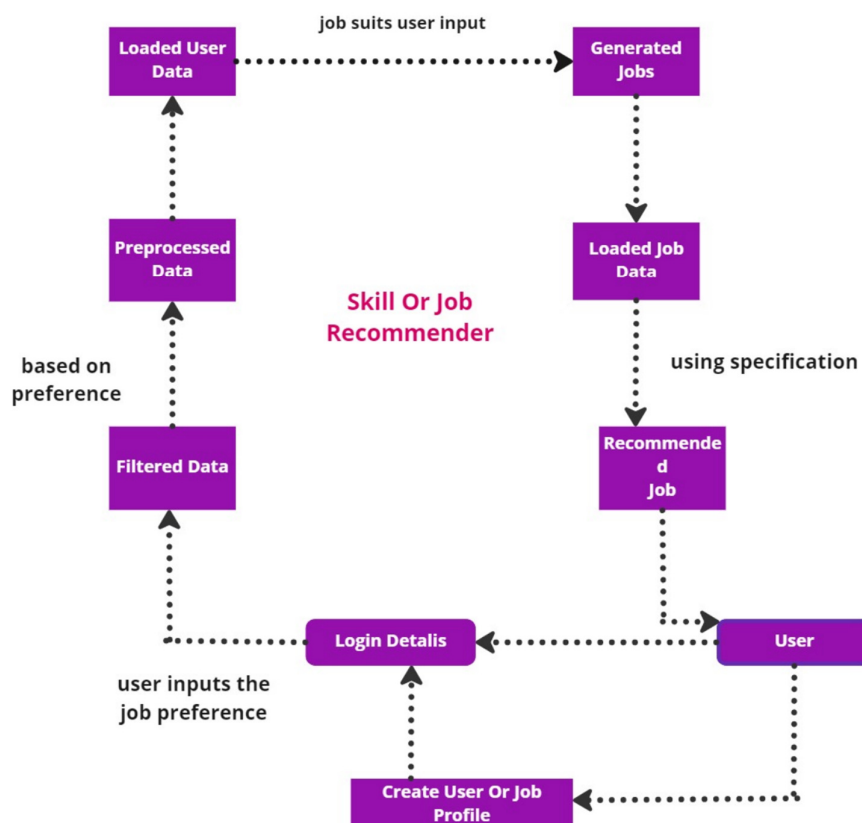 job suits user input
Loaded User
Data
Generated
Jobs
Preprocessed
Data
Loaded Job
Data
Skill Or Job
Recommender
based on
preference
using specification
Filtered Data
Recommende
d
Job
Login Detalis
User
user inputs the
job preference
Create User Or Job
Profile